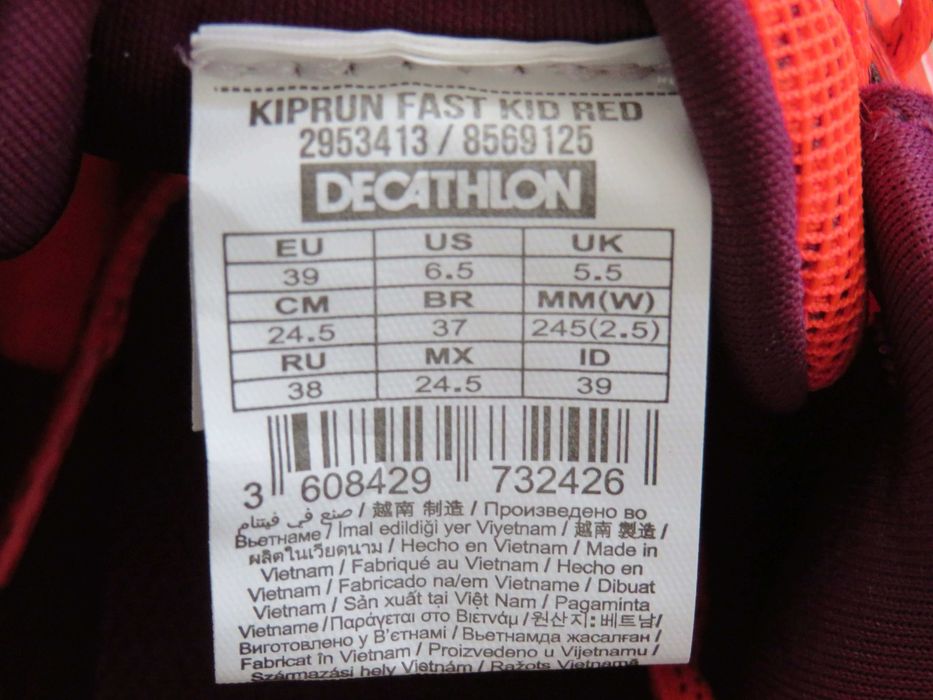 KIPRUN FAST KID RED
2953413 / 8569125
DECATHLON
EU US UK
39 6.5 5.5
CM BR MM(W)
24.5 37 245(2.5)
RU MX ID
38 24.5 39
3 608429 732426
صنع في فيتنام / 越南 制造 / Произведено во
Вьетнаме / Imal edildiği yer Viyetnam / 越南 製造 /
ผลิตในเวียดนาม / Hecho en Vietnam / Made in
Vietnam / Fabriqué au Vietnam / Hecho en
Vietnam / Fabricado na/em Vietname / Dibuat
Vietnam / Sản xuất tại Việt Nam / Pagaminta
Vietname / Παράγεται στο Βιετνάμ / 원산지: 베트남 /
Виготовлено у В'єтнамі / Вьетнамда жасалған /
Fabricat în Vietnam / Proizvedeno u Vijetnamu /
Származási hely Vietnám / Ražots Vietnamā